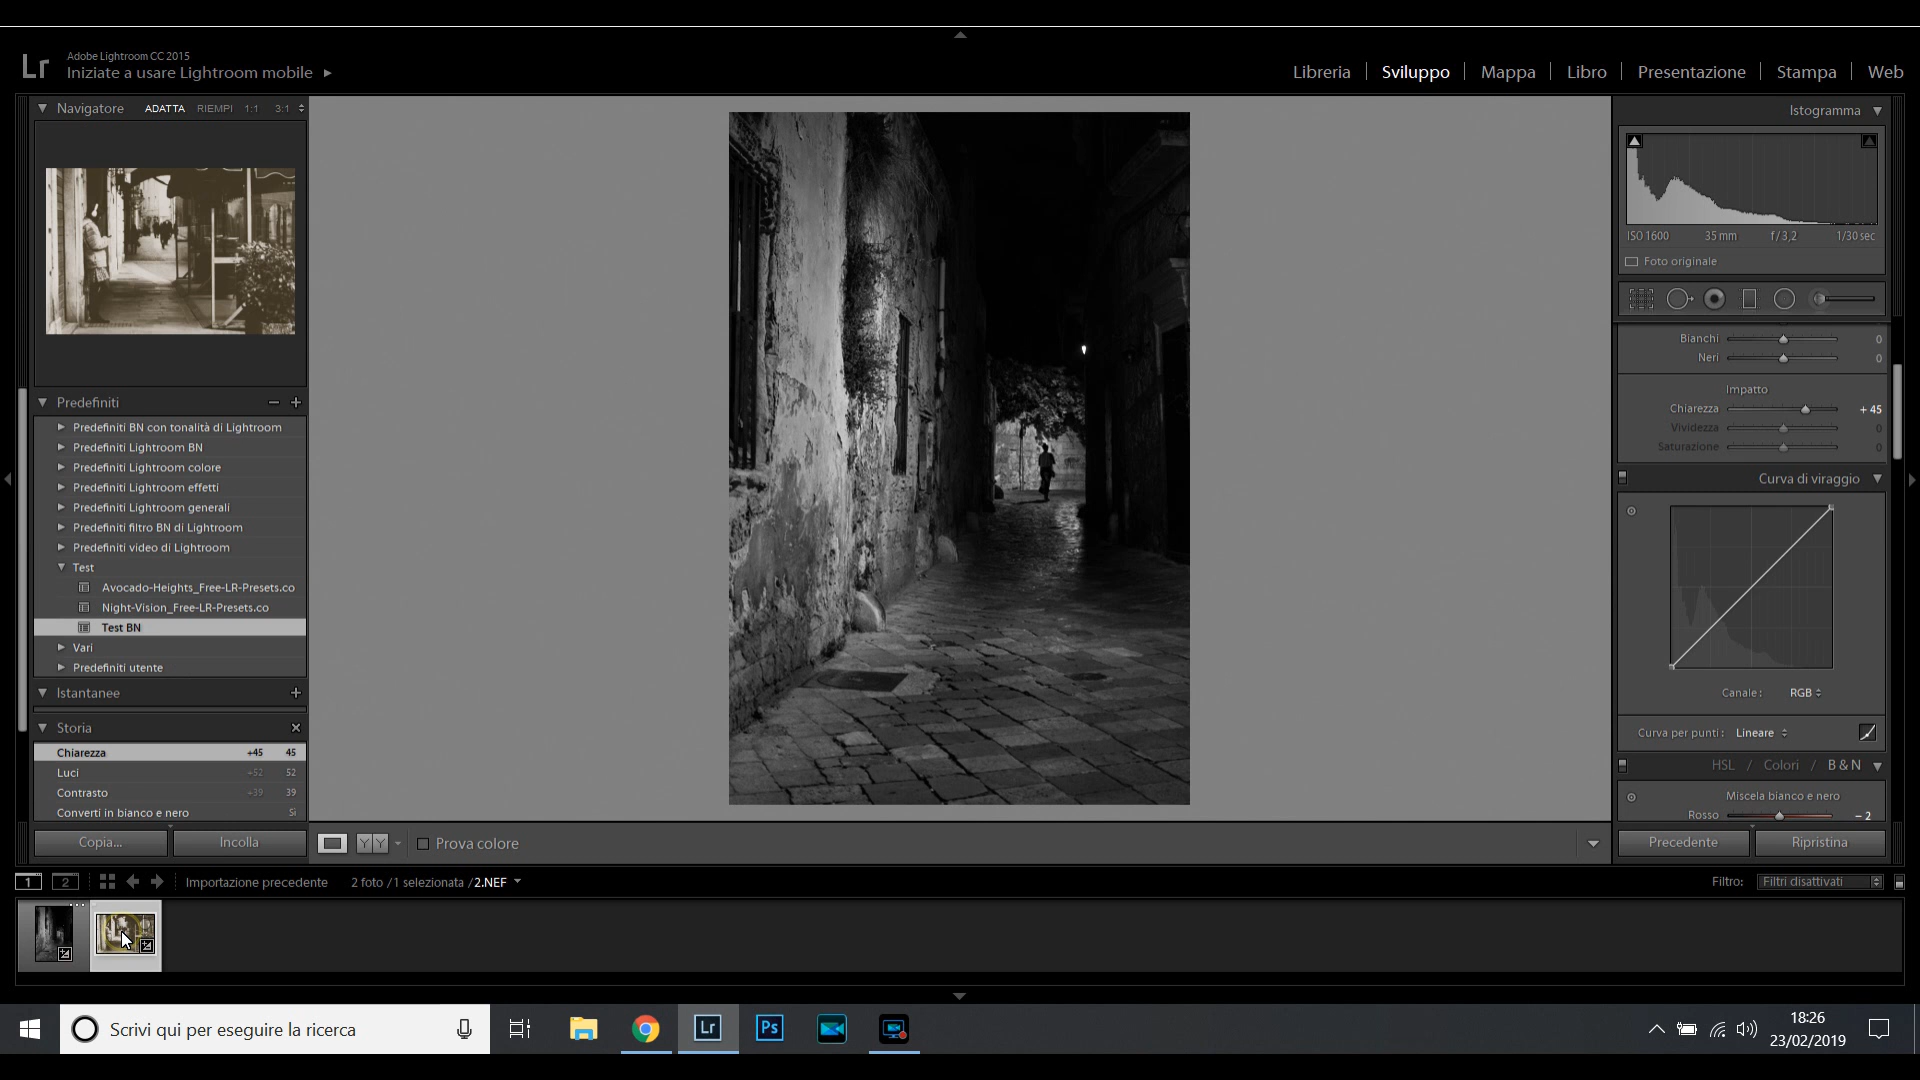 Lr
Adobe Lightroom CC 2015
Iniziate a usare Lightroom mobile
Libreria
Sviluppo
Mappa
Libro
Presentazione
Stampa
Web
Navigatore ADATTA RIEMPI 1:1 3:1
Predefiniti
Predefiniti BN con tonalità di Lightroom
Predefiniti Lightroom BN
Predefiniti Lightroom colore
Predefiniti Lightroom effetti
Predefiniti Lightroom generali
Predefiniti filtro BN di Lightroom
Predefiniti video di Lightroom
Test
Avocado-Heights_Free-LR-Presets.co
Night-Vision_Free-LR-Presets.co
Test BN
Vari
Predefiniti utente
Istantanee
Storia
Chiarezza +45 45
Luci +52 52
Contrasto +39 39
Converti in bianco e nero Sì
Copia...
Incolla
YY
Prova colore
Istogramma
ISO 1600 35 mm f / 3,2 1/30 sec
Foto originale
Bianchi 0
Neri 0
Impatto
Chiarezza + 45
Vividezza 0
Saturazione 0
Curva di viraggio
Canale : RGB
Curva per punti : Lineare
HSL / Colori / B & N
Miscela bianco e nero
Rosso – 2
Precedente
Ripristina
1 2 Importazione precedente 2 foto /1 selezionata /2.NEF
Filtro: Filtri disattivati
Scrivi qui per eseguire la ricerca
Lr
Ps
18:26
23/02/2019